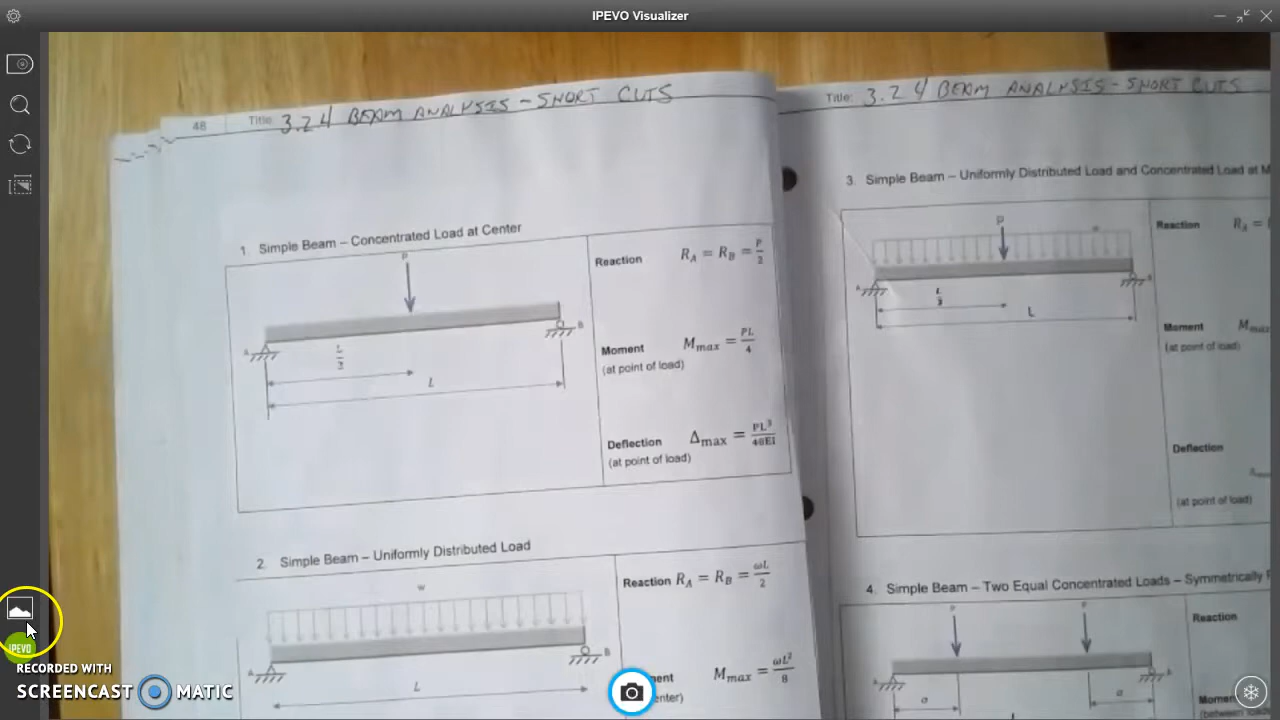 IPEVO Visualizer
48 Title: 3.2.4 BEAM ANALYSIS - SHORT CUTS
1. Simple Beam – Concentrated Load at Center
P
A
B
L/2
L
Reaction R_A = R_B = P/2
Moment M_max = PL/4
(at point of load)
Deflection Δ_max = PL³/48EI
(at point of load)
2. Simple Beam – Uniformly Distributed Load
w
A
B
L
Reaction R_A = R_B = ωL/2
M_max = ωL²/8
Title: 3.2.4 BEAM ANALYSIS - SHORT CUTS
3. Simple Beam – Uniformly Distributed Load and Concentrated Load at
P
A
B
L/2
L
Reaction R_A =
Moment
(at point of load)
Deflection
(at point of load)
4. Simple Beam – Two Equal Concentrated Loads – Symmetrically
P P
A
a a
Reaction
IPEVO
RECORDED WITH
SCREENCAST MATIC